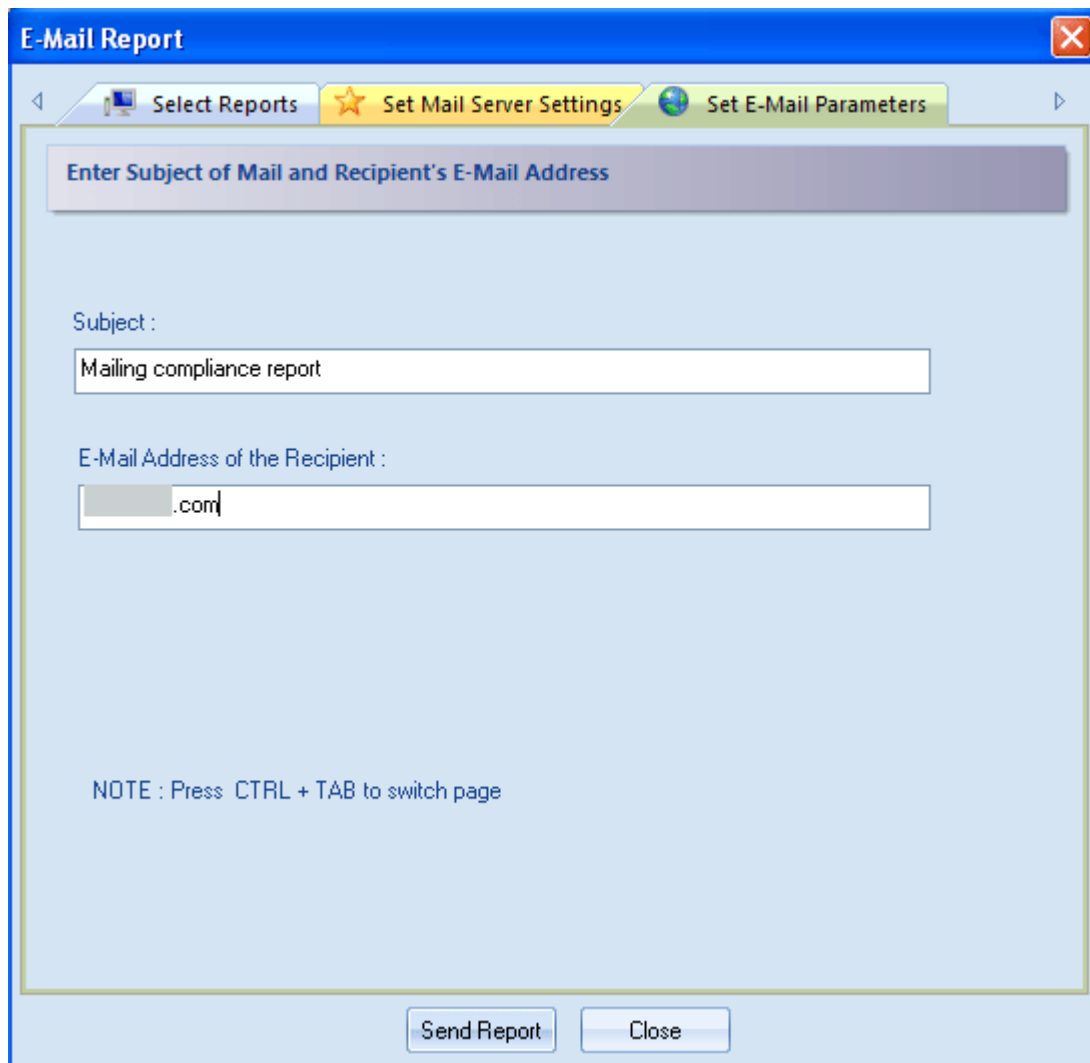 E-Mail Report
Select Reports
Set Mail Server Settings
Set E-Mail Parameters
Enter Subject of Mail and Recipient's E-Mail Address
Subject :
Mailing compliance report
E-Mail Address of the Recipient :
.com
NOTE : Press CTRL + TAB to switch page
Send Report
Close